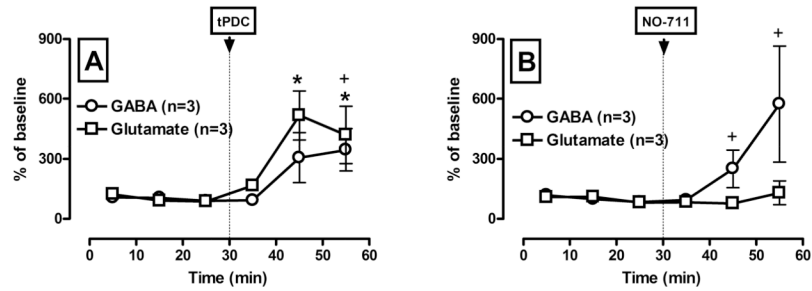 tPDC
A
GABA (n=3)
Glutamate (n=3)
% of baseline
900
600
300
0
*
+
*
0 10 20 30 40 50 60
Time (min)
NO-711
B
GABA (n=3)
Glutamate (n=3)
% of baseline
900
600
300
0
+
+
0 10 20 30 40 50 60
Time (min)